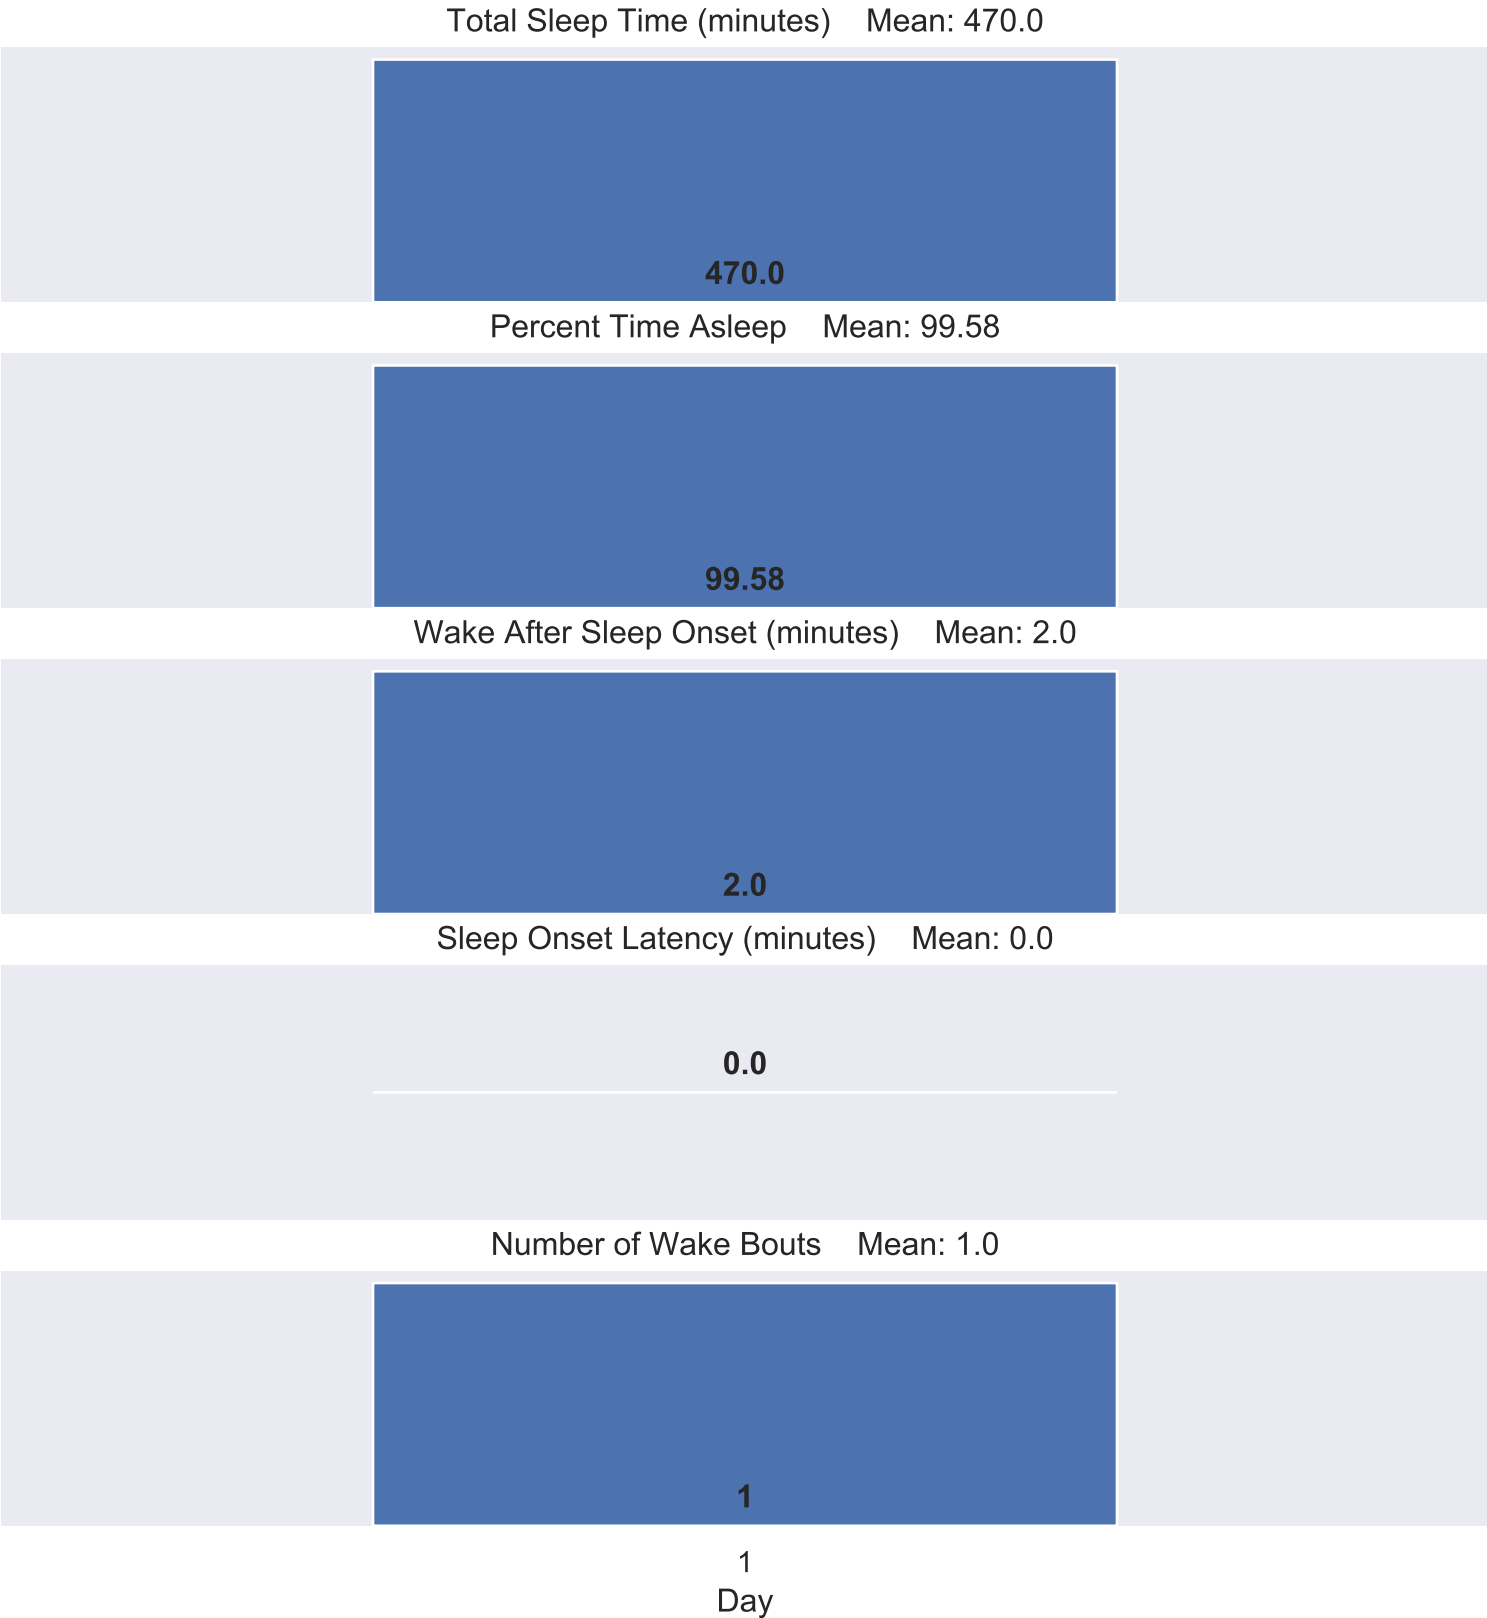 Total Sleep Time (minutes)    Mean: 470.0
470.0
Percent Time Asleep    Mean: 99.58
99.58
Wake After Sleep Onset (minutes)    Mean: 2.0
2.0
Sleep Onset Latency (minutes)    Mean: 0.0
0.0
Number of Wake Bouts    Mean: 1.0
1
1
Day